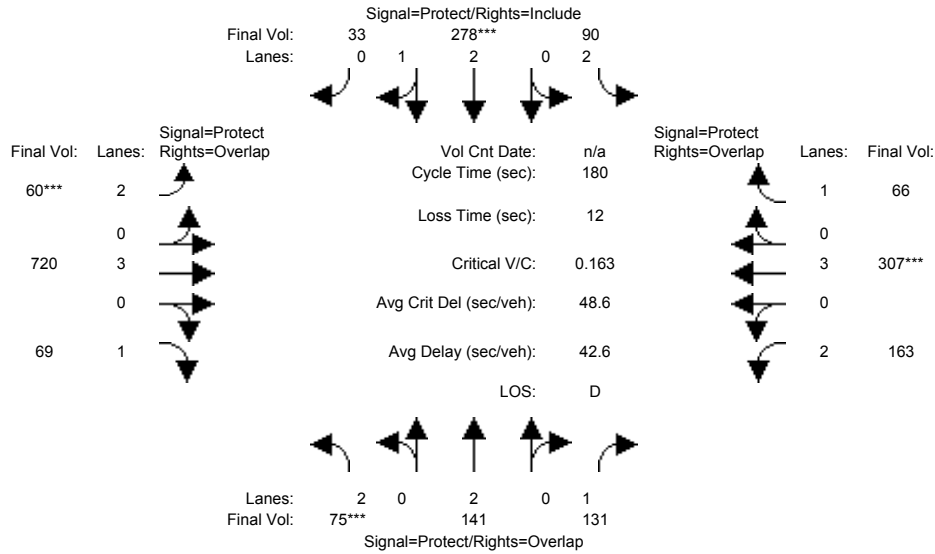 Signal=Protect/Rights=Include
Final Vol: 33 278*** 90
Lanes: 0 1 2 0 2
Signal=Protect Signal=Protect
Final Vol: Lanes: Rights=Overlap Vol Cnt Date: n/a Rights=Overlap Lanes: Final Vol:
Cycle Time (sec): 180
60*** 2 1 66
Loss Time (sec): 12
0 0
720 3 Critical V/C: 0.163 3 307***
0 Avg Crit Del (sec/veh): 48.6 0
69 1 Avg Delay (sec/veh): 42.6 2 163
LOS: D
Lanes: 2 0 2 0 1
Final Vol: 75*** 141 131
Signal=Protect/Rights=Overlap